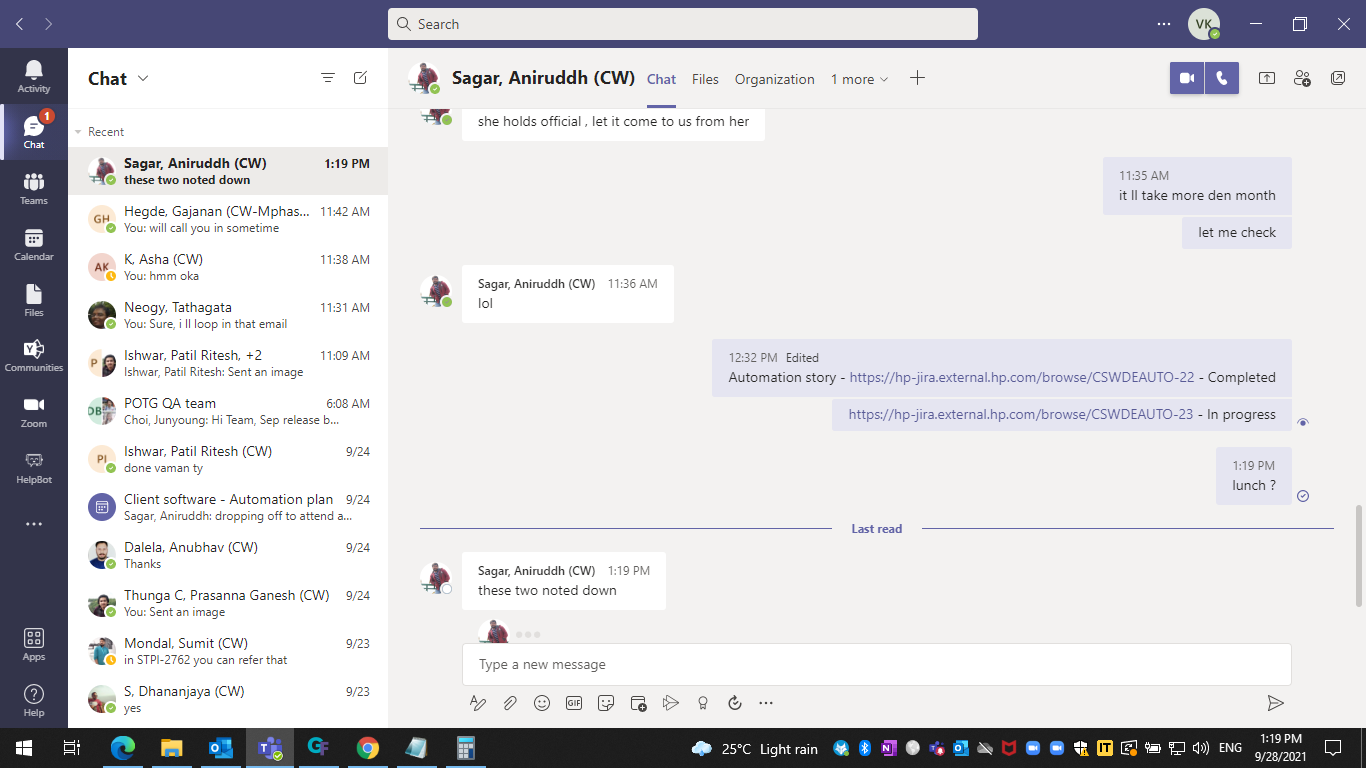 Search
VK
Activity
Chat
1
Teams
Calendar
Files
Communities
Zoom
HelpBot
Apps
Help
Chat
Recent
Sagar, Aniruddh (CW) 1:19 PM
these two noted down
GH
Hegde, Gajanan (CW-Mphas... 11:42 AM
You: will call you in sometime
AK
K, Asha (CW) 11:38 AM
You: hmm oka
Neogy, Tathagata 11:31 AM
You: Sure, i ll loop in that email
P
Ishwar, Patil Ritesh, +2 11:09 AM
Ishwar, Patil Ritesh: Sent an image
DB
POTG QA team 6:08 AM
Choi, Junyoung: Hi Team, Sep release b...
PI
Ishwar, Patil Ritesh (CW) 9/24
done vaman ty
Client software - Automation plan 9/24
Sagar, Aniruddh: dropping off to attend a...
Dalela, Anubhav (CW) 9/24
Thanks
Thunga C, Prasanna Ganesh (CW) 9/24
You: Sent an image
Mondal, Sumit (CW) 9/23
in STPI-2762 you can refer that
S, Dhananjaya (CW) 9/23
yes
Sagar, Aniruddh (CW) Chat Files Organization 1 more
she holds official , let it come to us from her
11:35 AM
it ll take more den month
let me check
Sagar, Aniruddh (CW) 11:36 AM
lol
12:32 PM Edited
Automation story - https://hp-jira.external.hp.com/browse/CSWDEAUTO-22 - Completed
https://hp-jira.external.hp.com/browse/CSWDEAUTO-23 - In progress
1:19 PM
lunch ?
Last read
Sagar, Aniruddh (CW) 1:19 PM
these two noted down
Type a new message
GIF
25°C Light rain
IT
ENG
1:19 PM
9/28/2021